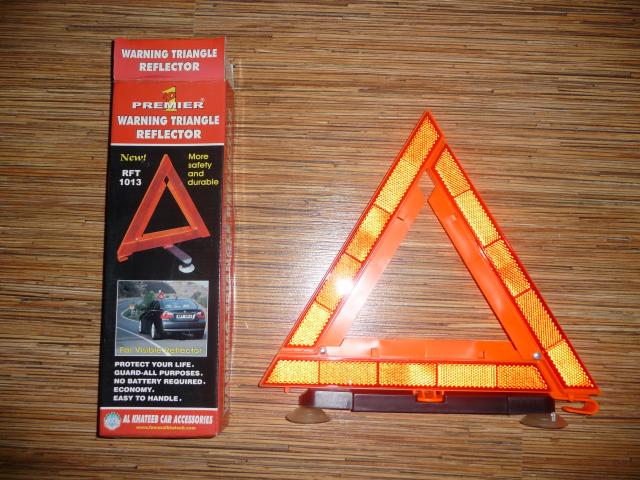 WARNING TRIANGLE
REFLECTOR
1
PREMIER®
WARNING TRIANGLE
REFLECTOR
New!
RFT
1013
More
safety
and
durable
For Visible Reflector
PROTECT YOUR LIFE.
GUARD-ALL PURPOSES.
NO BATTERY REQUIRED.
ECONOMY.
EASY TO HANDLE.
AL KHATEEB CAR ACCESSORIES